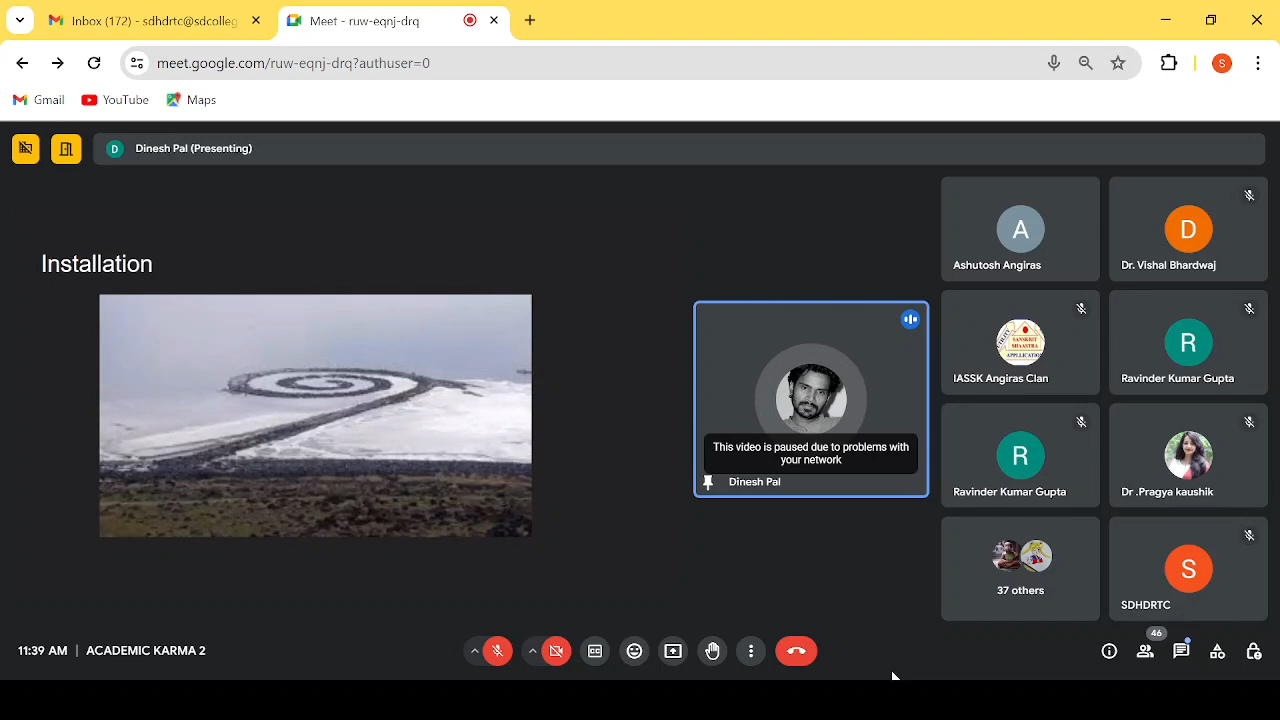 Inbox (172) - sdhdrtc@sdcolleg
Meet - ruw-eqnj-drq
meet.google.com/ruw-eqnj-drq?authuser=0
S
Gmail
YouTube
Maps
D
Dinesh Pal (Presenting)
Installation
This video is paused due to problems with
your network
Dinesh Pal
A
Ashutosh Angiras
D
Dr. Vishal Bhardwaj
SANSKRIT
SHAASTRA
IASSK Angiras Clan
R
Ravinder Kumar Gupta
R
Ravinder Kumar Gupta
Dr .Pragya kaushik
37 others
S
SDHDRTC
11:39 AM | ACADEMIC KARMA 2
46